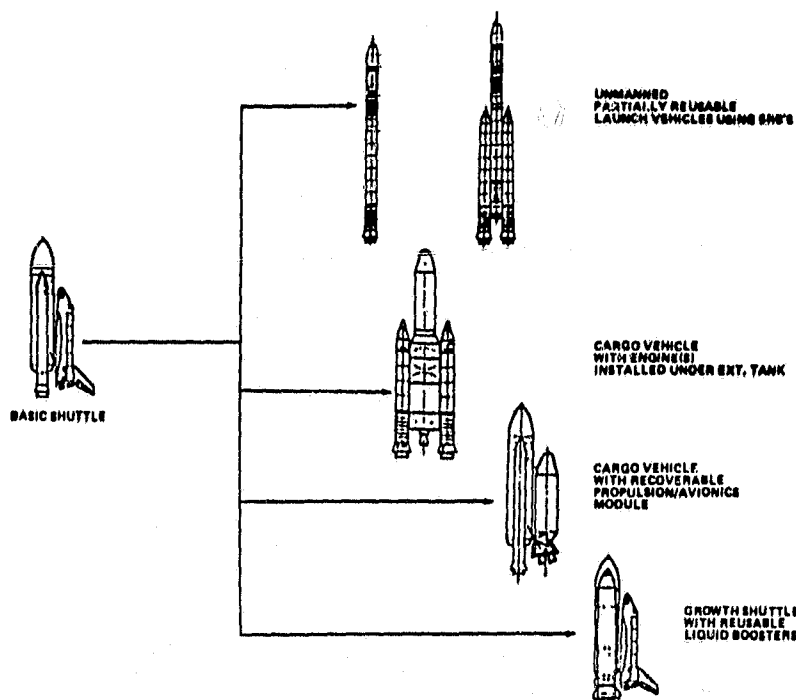 UNMANNED
PARTIALLY REUSABLE
LAUNCH VEHICLES USING SRB'S
BASIC SHUTTLE
CARGO VEHICLE
WITH ENGINE(S)
INSTALLED UNDER EXT. TANK
CARGO VEHICLE
WITH RECOVERABLE
PROPULSION/AVIONICS
MODULE
GROWTH SHUTTLE
WITH REUSABLE
LIQUID BOOSTERS